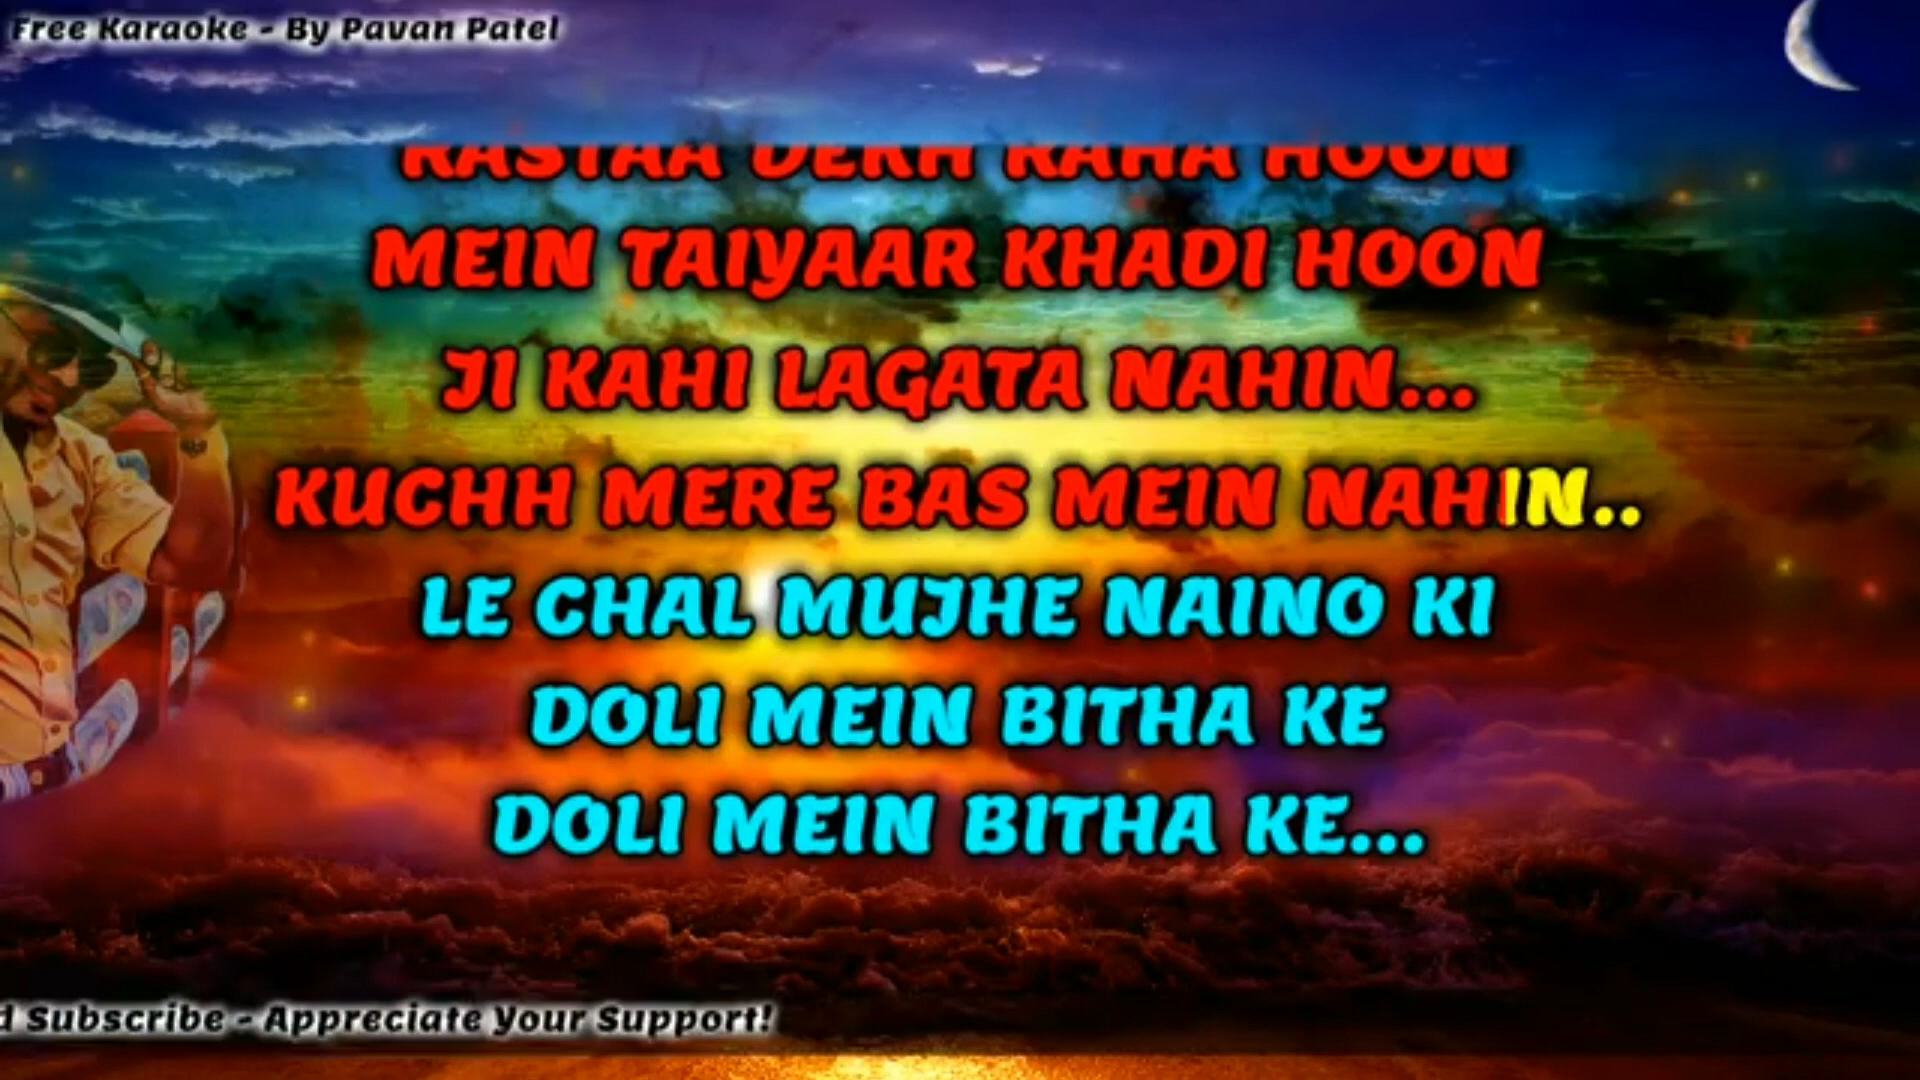 Free Karaoke - By Pavan Patel
RASTAA DEKH RAHA HOON
MEIN TAIYAAR KHADI HOON
JI KAHI LAGATA NAHIN...
KUCHH MERE BAS MEIN NAHIN..
LE CHAL MUJHE NAINO KI
DOLI MEIN BITHA KE
DOLI MEIN BITHA KE...
d Subscribe - Appreciate Your Support!